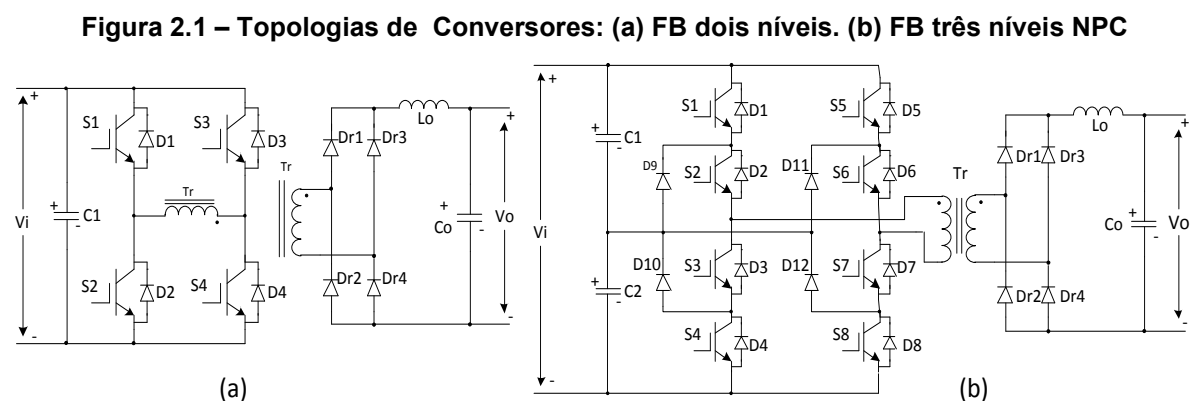 Figura 2.1 – Topologias de Conversores: (a) FB dois níveis. (b) FB três níveis NPC
+
Vi
-
+
-
C1
S1
D1
S3
D3
Tr
S2
D2
S4
D4
Tr
Dr1
Dr3
Dr2
Dr4
Lo
+
-
Co
+
Vo
-
(a)
+
Vi
-
+
-
C1
+
-
C2
S1
D1
S5
D5
D9
S2
D2
D11
S6
D6
D10
S3
D3
D12
S7
D7
S4
D4
S8
D8
Tr
Dr1
Dr3
Dr2
Dr4
Lo
+
-
Co
+
Vo
-
(b)